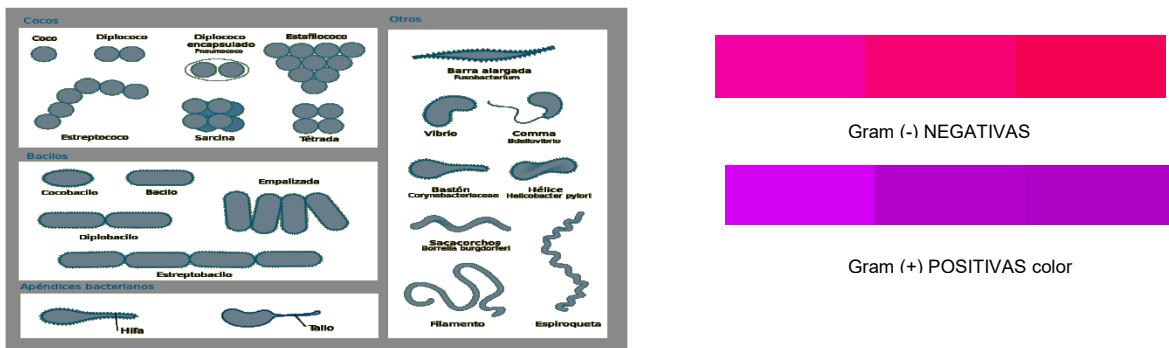 Cocos
Coco
Diplococo
Diplococo
encapsulado
Pneumococo
Estafilococo
Estreptococo
Sarcina
Tétrada
Bacilos
Cocobacilo
Bacilo
Empalizada
Diplobacilo
Estreptobacilo
Apéndices bacterianos
Hifa
Tallo
Otros
Barra alargada
Fusobacterium
Vibrio
Comma
Bdellovibrio
Bastón
Corynebacteriaceae
Hélice
Helicobacter pylori
Sacacorchos
Borrelia burgdorferi
Filamento
Espiroqueta
Gram (-) NEGATIVAS
Gram (+) POSITIVAS color